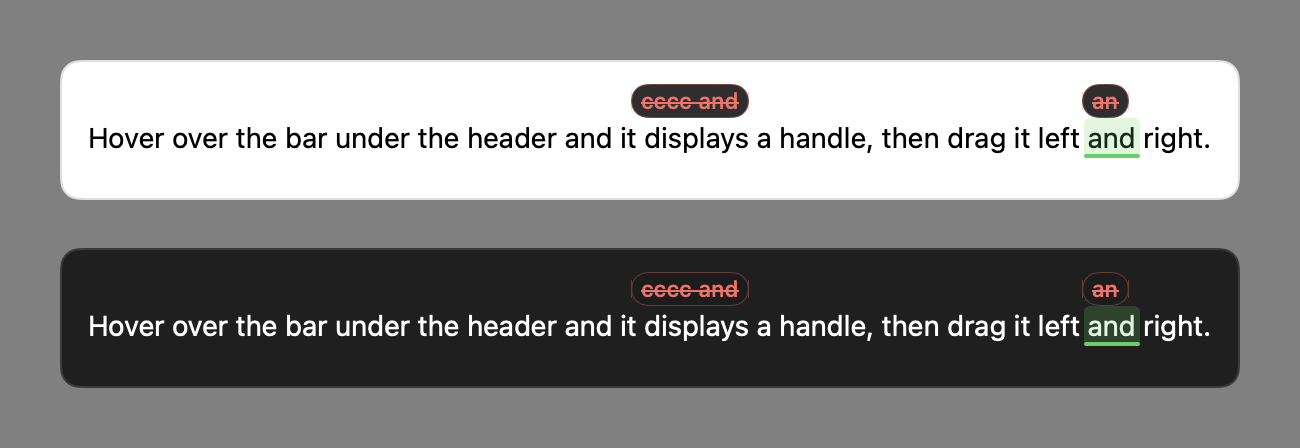 cccc and an
Hover over the bar under the header and it displays a handle, then drag it left and right.
cccc and an
Hover over the bar under the header and it displays a handle, then drag it left and right.